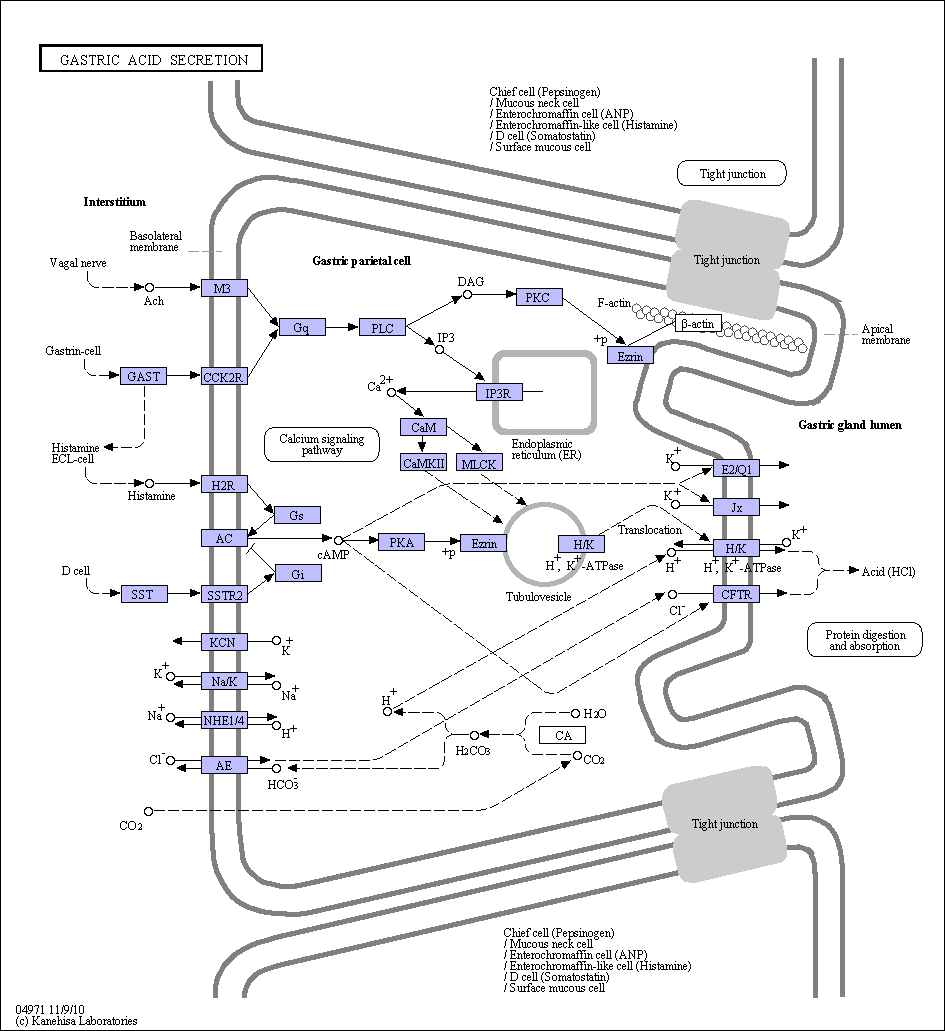 GASTRIC ACID SECRETION
Chief cell (Pepsinogen)
/ Mucous neck cell
/ Enterochromaffin cell (ANP)
/ Enterochromaffin-like cell (Histamine)
/ D cell (Somatostatin)
/ Surface mucous cell
Tight junction
Interstitium
Basolateral
membrane
Gastric parietal cell
Tight junction
Vagal nerve
Ach
M3
DAG
PKC
F-actin
β-actin
Gq
PLC
IP3
+p
Ezrin
Apical
membrane
Gastrin-cell
GAST
CCK2R
Ca2+
IP3R
CaM
Gastric gland lumen
Histamine
ECL-cell
Calcium signaling
pathway
Endoplasmic
reticulum (ER)
CaMKII
MLCK
K+
E2/Q1
Histamine
H2R
K+
Jx
Gs
AC
cAMP
PKA
+p
Ezrin
H/K
H+, K+-ATPase
Translocation
H/K
K+
H+
H+, K+-ATPase
Acid (HCl)
D cell
Gi
SST
SSTR2
Tubulovesicle
Cl-
CFTR
KCN
K+
Protein digestion
and absorption
K+
Na/K
Na+
H+
Na+
NHE1/4
H+
H2O
CA
H2CO3
CO2
Cl-
AE
HCO3-
CO2
Tight junction
Chief cell (Pepsinogen)
/ Mucous neck cell
/ Enterochromaffin cell (ANP)
/ Enterochromaffin-like cell (Histamine)
/ D cell (Somatostatin)
/ Surface mucous cell
04971 11/9/10
(c) Kanehisa Laboratories